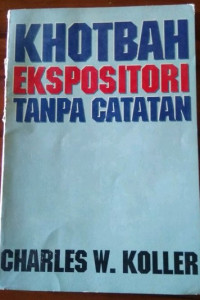 KHOTBAH
EKSPOSITORI
TANPA CATATAN
CHARLES W. KOLLER